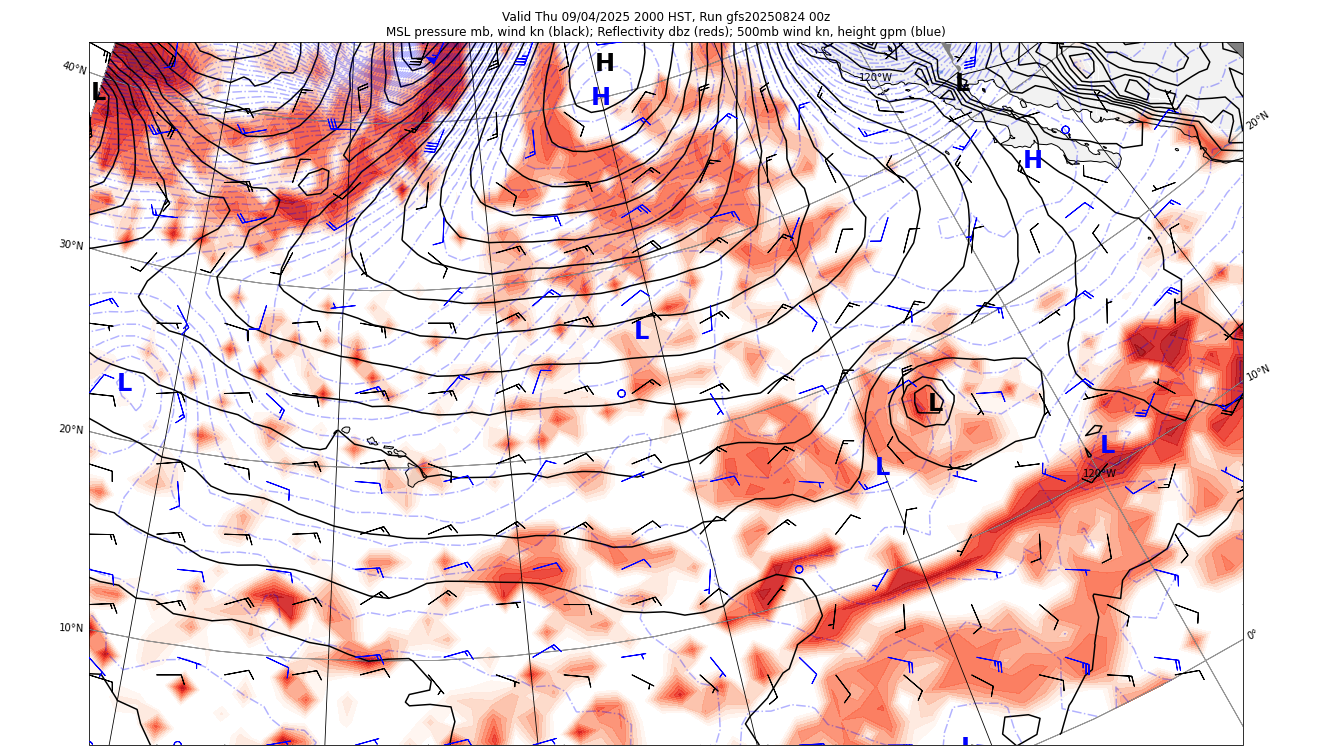 Valid Thu 09/04/2025 2000 HST, Run gfs20250824 00z
MSL pressure mb, wind kn (black); Reflectivity dbz (reds); 500mb wind kn, height gpm (blue)
40°N
L
H
H
120°W
L
20°N
H
30°N
L
10°N
L
L
20°N
L
L
120°W
10°N
0°
L